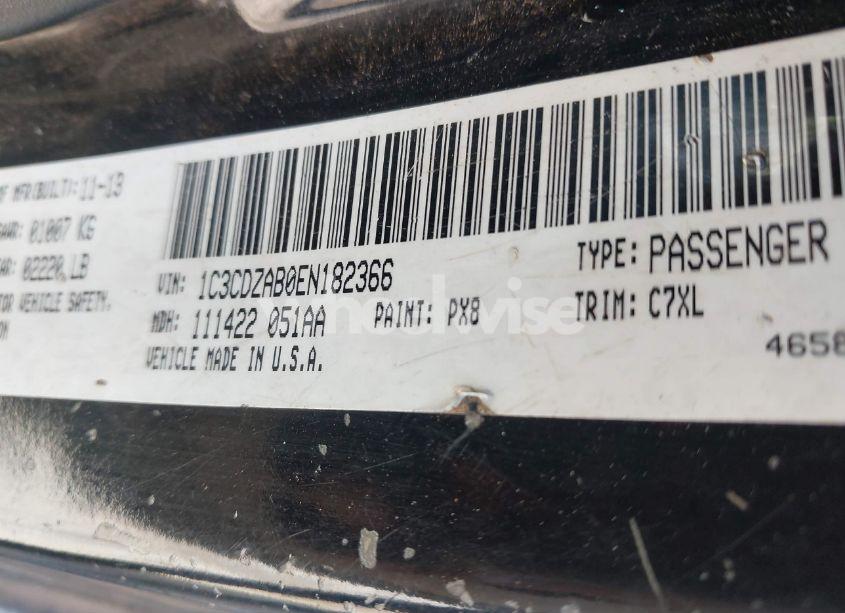 MFR(BUILT): 11-13
01007 KG
02220 LB
VEHICLE SAFETY.
VIN: 1C3CDZAB0EN182366
TYPE: PASSENGER
MDH: 111422 051AA
PAINT: PX8
TRIM: C7XL
VEHICLE MADE IN U.S.A.
4658